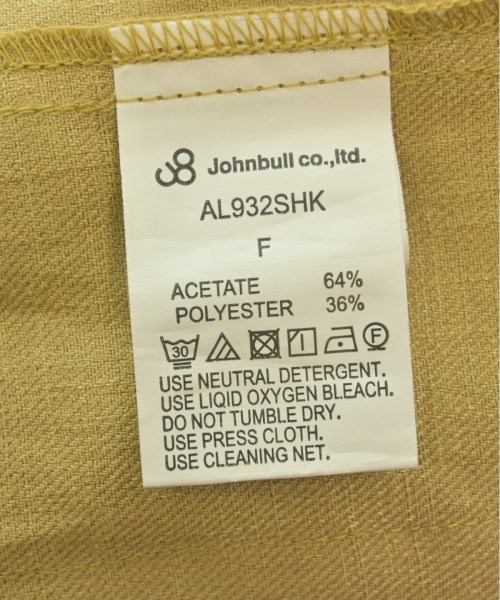 Johnbull co.,ltd.
AL932SHK
F
ACETATE 64%
POLYESTER 36%
30 F
USE NEUTRAL DETERGENT.
USE LIQID OXYGEN BLEACH.
DO NOT TUMBLE DRY.
USE PRESS CLOTH.
USE CLEANING NET.